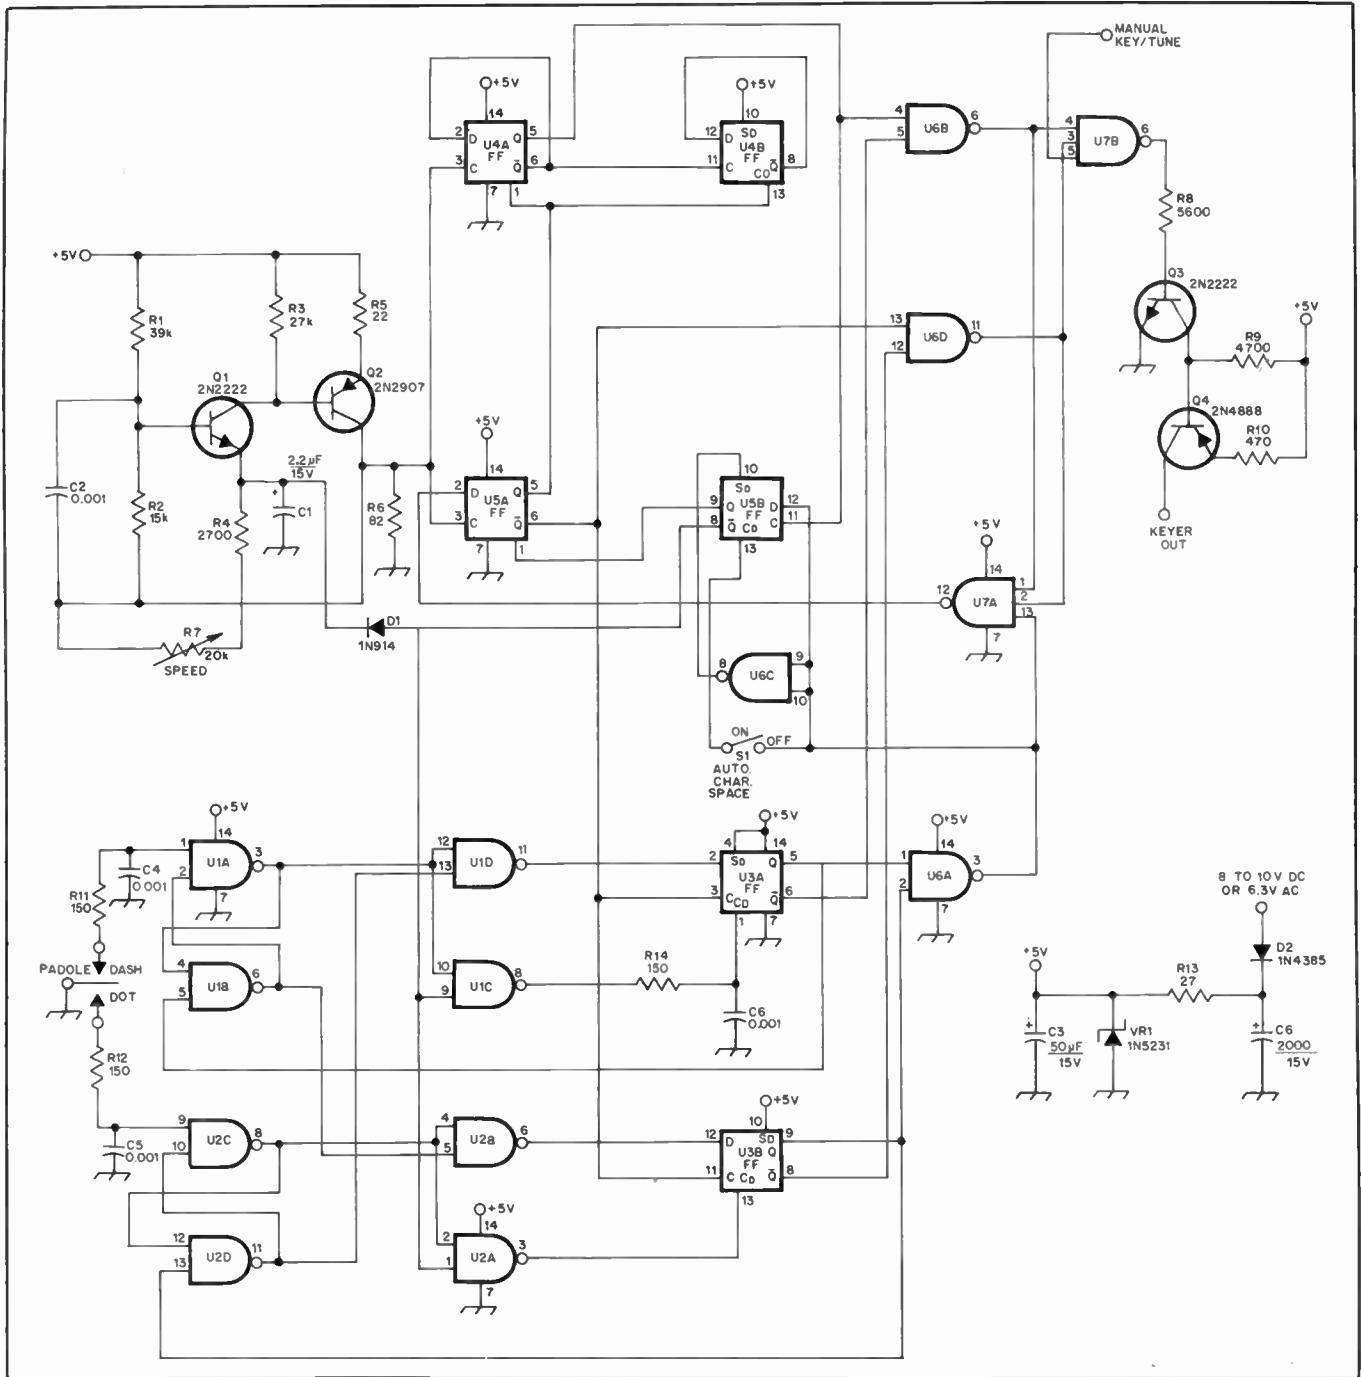 MANUAL
KEY/TUNE
+5V
14
2
D
Q
5
U4A
FF
3
C
Q̄
6
7
1
+5V
10
12
D
SD
U4B
FF
11
C
Q̄
8
CD
13
4
5
U6B
6
4
3
5
U7B
6
R8
5600
+5V
R1
39k
R3
27k
R5
22
Q1
2N2222
Q2
2N2907
C2
0.001
R2
15k
R4
2700
2.2µF
15V
+
C1
R6
82
R7
20k
SPEED
D1
1N914
+5V
14
2
D
Q
5
U5A
FF
3
C
Q̄
6
7
1
10
SD
9
Q
U5B
D
12
8
Q̄
FF
CD
C
11
13
13
12
U6D
11
Q3
2N2222
+5V
R9
4700
Q4
2N4888
R10
470
KEYER
OUT
+5V
14
12
U7A
1
2
13
7
8
U6C
9
10
ON
OFF
S1
AUTO.
CHAR.
SPACE
+5V
14
1
2
U1A
3
7
C4
0.001
R11
150
PADDLE
DASH
DOT
4
5
U1B
6
12
13
U1D
11
10
9
U1C
8
R14
150
+5V
4
14
2
SD
Q
5
U3A
FF
3
C
CD
Q̄
6
1
7
C6
0.001
+5V
14
1
2
U6A
3
7
8 TO 10V DC
OR 6.3V AC
D2
1N4385
+5V
R13
27
+
C3
50µF
15V
VR1
1N5231
+
C6
2000
15V
R12
150
C5
0.001
9
10
U2C
8
12
13
U2D
11
4
5
U2B
6
+5V
14
2
1
U2A
3
7
+5V
10
12
D
SD
9
Q
U3B
FF
11
C
CD
Q̄
8
13